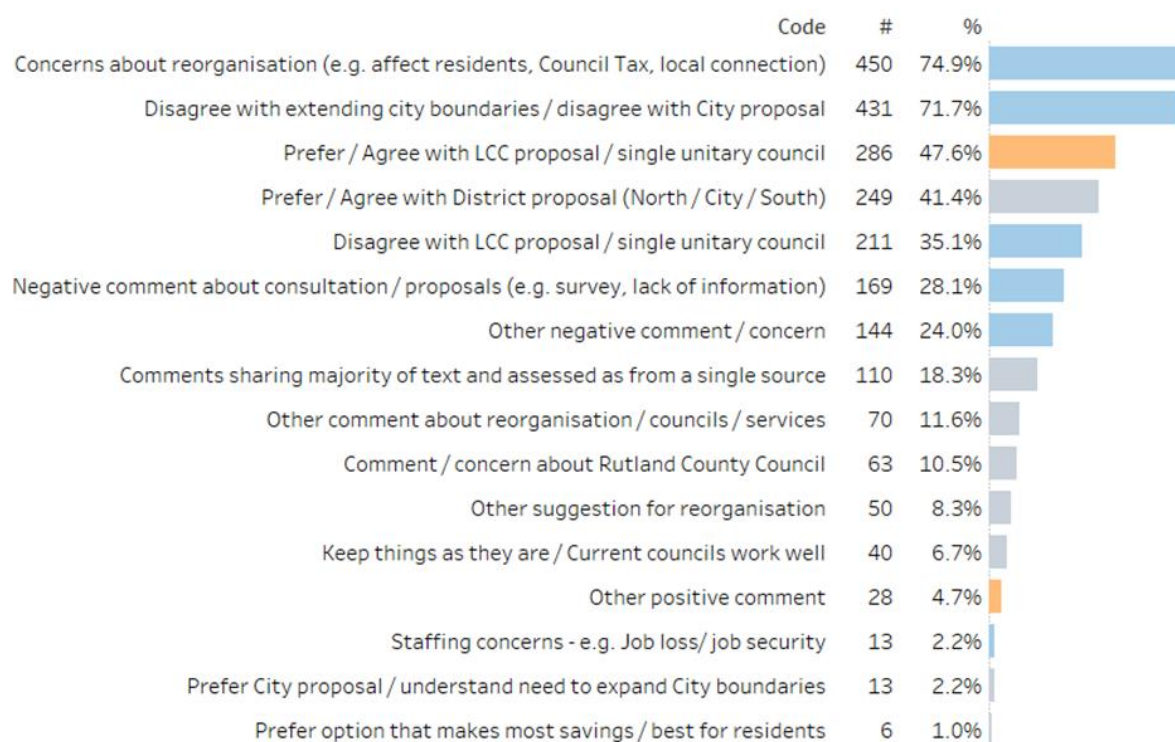 Code # %
Concerns about reorganisation (e.g. affect residents, Council Tax, local connection) 450 74.9%
Disagree with extending city boundaries / disagree with City proposal 431 71.7%
Prefer / Agree with LCC proposal / single unitary council 286 47.6%
Prefer / Agree with District proposal (North / City / South) 249 41.4%
Disagree with LCC proposal / single unitary council 211 35.1%
Negative comment about consultation / proposals (e.g. survey, lack of information) 169 28.1%
Other negative comment / concern 144 24.0%
Comments sharing majority of text and assessed as from a single source 110 18.3%
Other comment about reorganisation / councils / services 70 11.6%
Comment / concern about Rutland County Council 63 10.5%
Other suggestion for reorganisation 50 8.3%
Keep things as they are / Current councils work well 40 6.7%
Other positive comment 28 4.7%
Staffing concerns - e.g. Job loss/ job security 13 2.2%
Prefer City proposal / understand need to expand City boundaries 13 2.2%
Prefer option that makes most savings / best for residents 6 1.0%